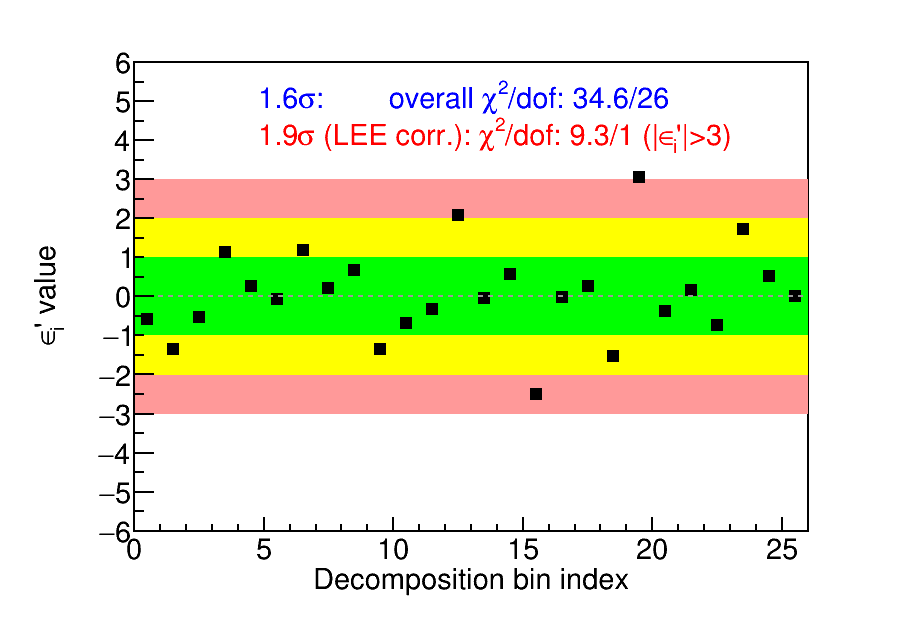 6
5
4
3
2
1
0
−1
−2
−3
−4
−5
−6
1.6σ: overall χ²/dof: 34.6/26
1.9σ (LEE corr.): χ²/dof: 9.3/1 (|ϵᵢ'|>3)
ϵᵢ' value
0 5 10 15 20 25
Decomposition bin index